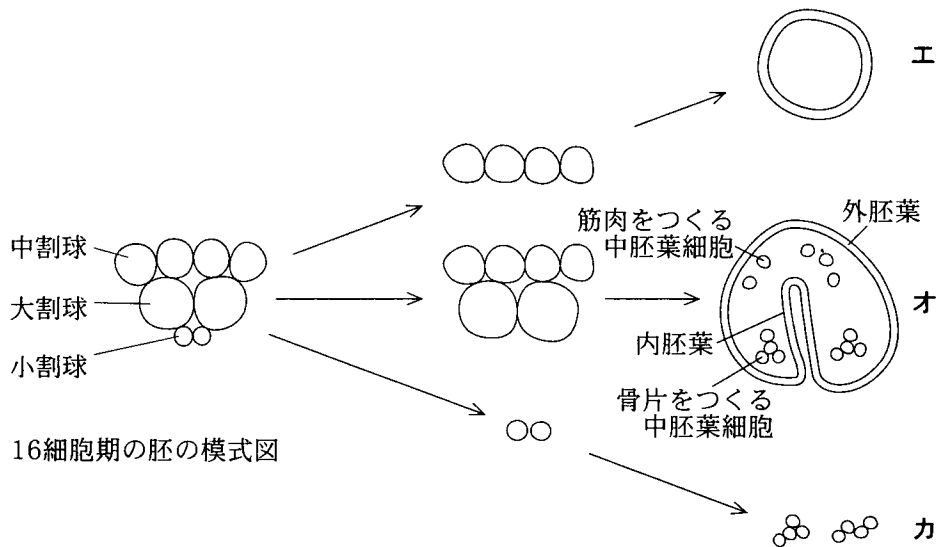 エ
中割球
大割球
小割球
筋肉をつくる
中胚葉細胞
外胚葉
オ
内胚葉
骨片をつくる
中胚葉細胞
16細胞期の胚の模式図
カ